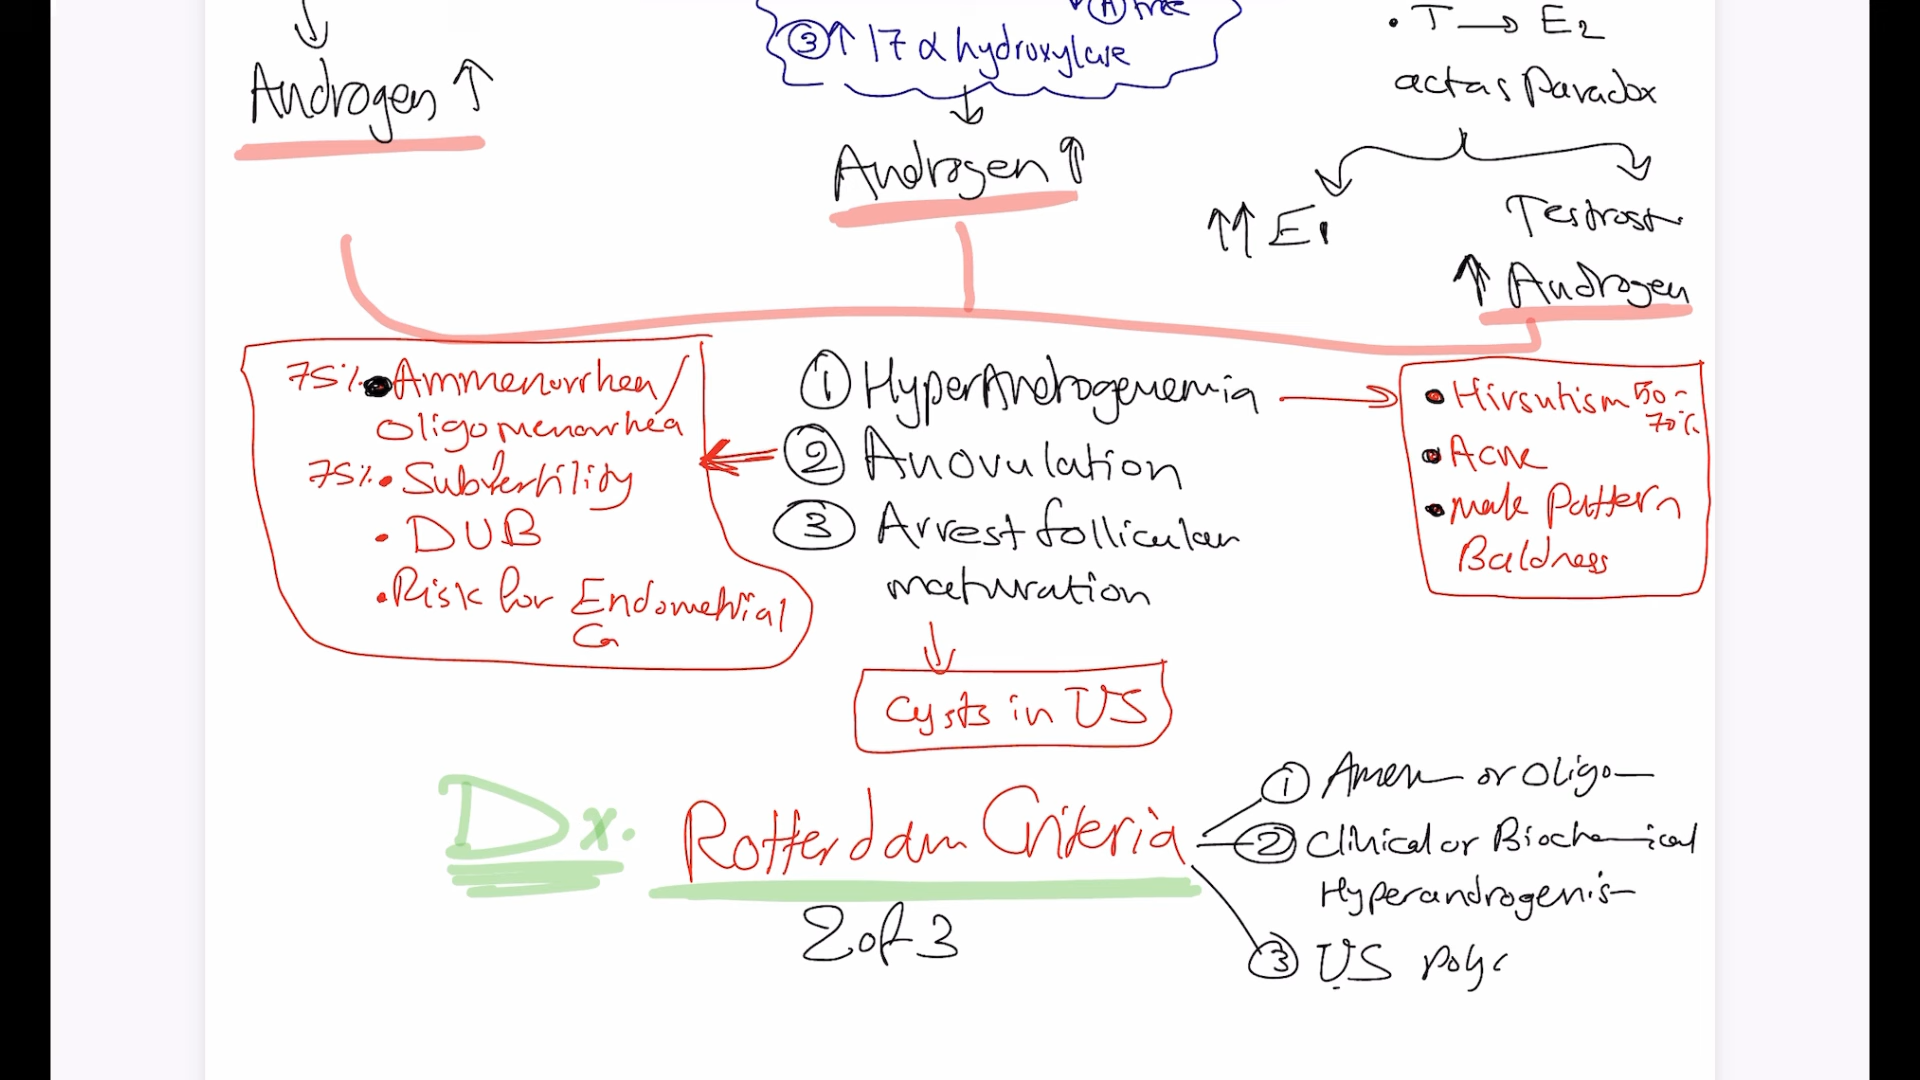 (A) free
③↑ 17 α hydroxylase
• T → E2
act as Paradox
Androgen ↑
Androgen ↑
↑↑ E1
Testrost
↑ Androgen
75% • Ammenorrhea/
oligomenorrhea
75% • Subfertility
• DUB
• Risk for Endometrial
Ca
① HyperAndrogenemia →
② Anovulation
③ Arrest follicular
maturation
↓
Cysts in US
• Hirsutism 50-
70%
• Acne
• male Pattern
Baldness
Dx. Rotterdam Criteria
2 of 3
① Amen or Oligo
② Clinical or Biochemical
Hyperandrogenis
③ US Polyc